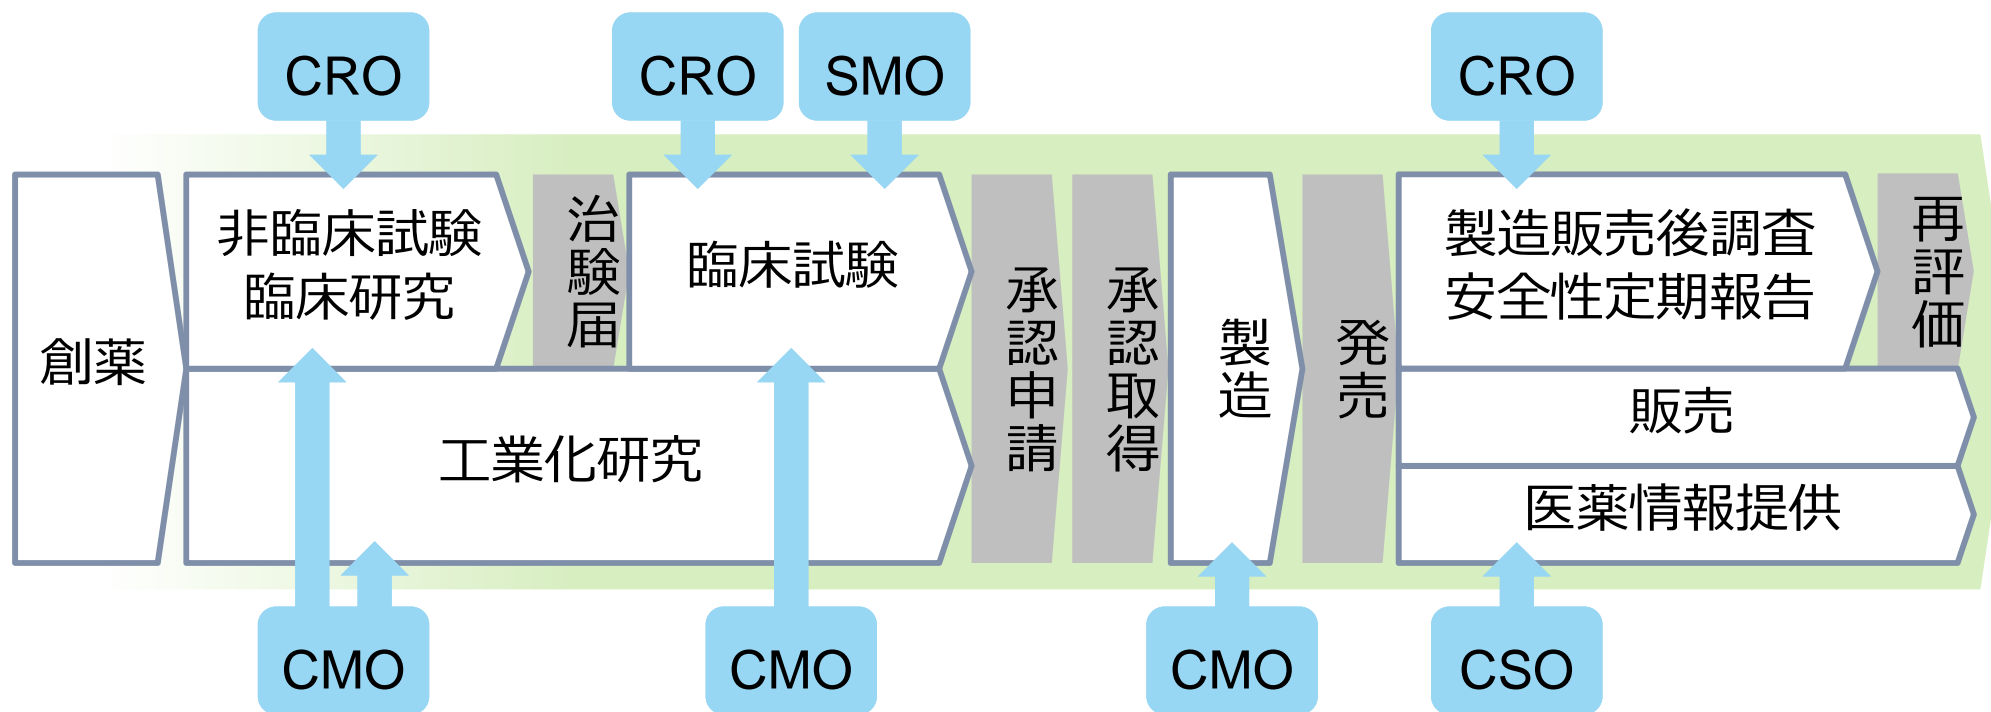 CRO
CRO
SMO
CRO
創薬
非臨床試験
臨床研究
治験届
臨床試験
工業化研究
承認申請
承認取得
製造
発売
製造販売後調査
安全性定期報告
再評価
販売
医薬情報提供
CMO
CMO
CMO
CSO